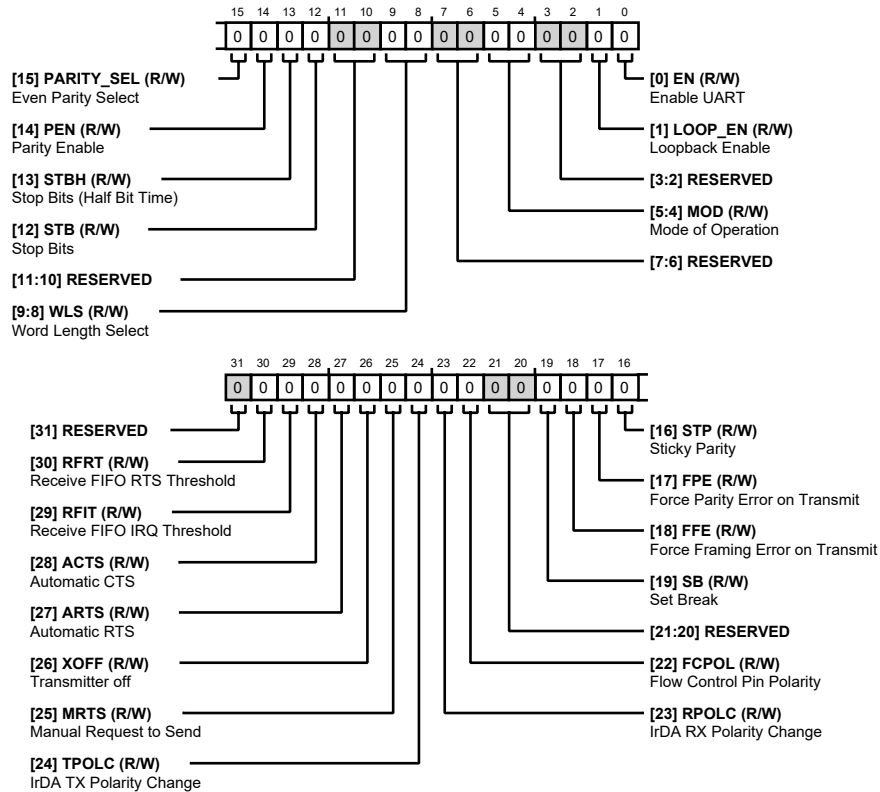 15 14 13 12 11 10 9 8 7 6 5 4 3 2 1 0
0 0 0 0 0 0 0 0 0 0 0 0 0 0 0 0
[15] PARITY_SEL (R/W)
Even Parity Select
[14] PEN (R/W)
Parity Enable
[13] STBH (R/W)
Stop Bits (Half Bit Time)
[12] STB (R/W)
Stop Bits
[11:10] RESERVED
[9:8] WLS (R/W)
Word Length Select
[0] EN (R/W)
Enable UART
[1] LOOP_EN (R/W)
Loopback Enable
[3:2] RESERVED
[5:4] MOD (R/W)
Mode of Operation
[7:6] RESERVED
31 30 29 28 27 26 25 24 23 22 21 20 19 18 17 16
0 0 0 0 0 0 0 0 0 0 0 0 0 0 0 0
[31] RESERVED
[30] RFRT (R/W)
Receive FIFO RTS Threshold
[29] RFIT (R/W)
Receive FIFO IRQ Threshold
[28] ACTS (R/W)
Automatic CTS
[27] ARTS (R/W)
Automatic RTS
[26] XOFF (R/W)
Transmitter off
[25] MRTS (R/W)
Manual Request to Send
[24] TPOLC (R/W)
IrDA TX Polarity Change
[16] STP (R/W)
Sticky Parity
[17] FPE (R/W)
Force Parity Error on Transmit
[18] FFE (R/W)
Force Framing Error on Transmit
[19] SB (R/W)
Set Break
[21:20] RESERVED
[22] FCPOL (R/W)
Flow Control Pin Polarity
[23] RPOLC (R/W)
IrDA RX Polarity Change